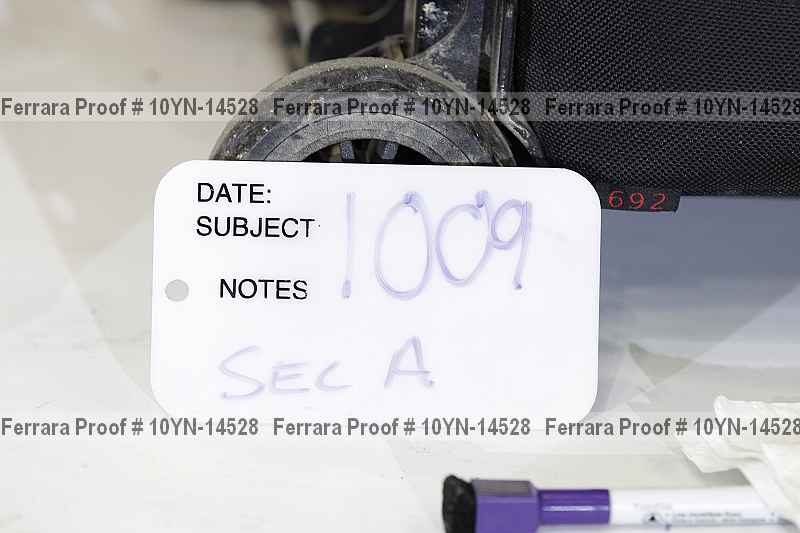 Ferrara Proof # 10YN-14528 Ferrara Proof # 10YN-14528 Ferrara Proof # 10YN-14528
692
DATE:
SUBJECT 1009
NOTES
SEC A
Ferrara Proof # 10YN-14528 Ferrara Proof # 10YN-14528 Ferrara Proof # 10YN-14528